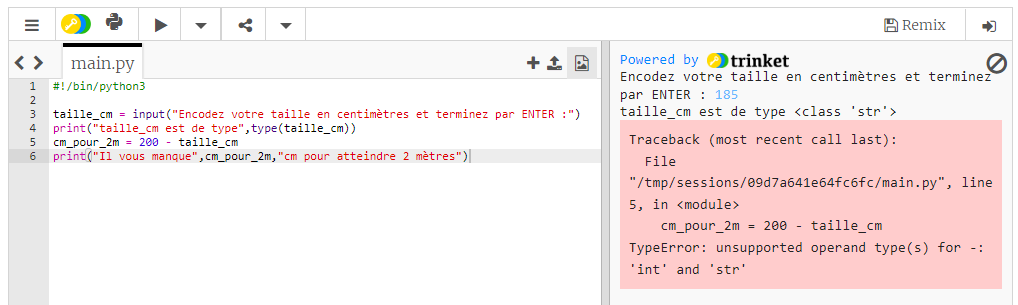 Remix
main.py
1 #!/bin/python3
2
3 taille_cm = input("Encodez votre taille en centimètres et terminez par ENTER :")
4 print("taille_cm est de type",type(taille_cm))
5 cm_pour_2m = 200 - taille_cm
6 print("Il vous manque",cm_pour_2m,"cm pour atteindre 2 mètres")
Powered by trinket
Encodez votre taille en centimètres et terminez
par ENTER : 185
taille_cm est de type <class 'str'>
Traceback (most recent call last):
  File
"/tmp/sessions/09d7a641e64fc6fc/main.py", line
5, in <module>
    cm_pour_2m = 200 - taille_cm
TypeError: unsupported operand type(s) for -:
'int' and 'str'